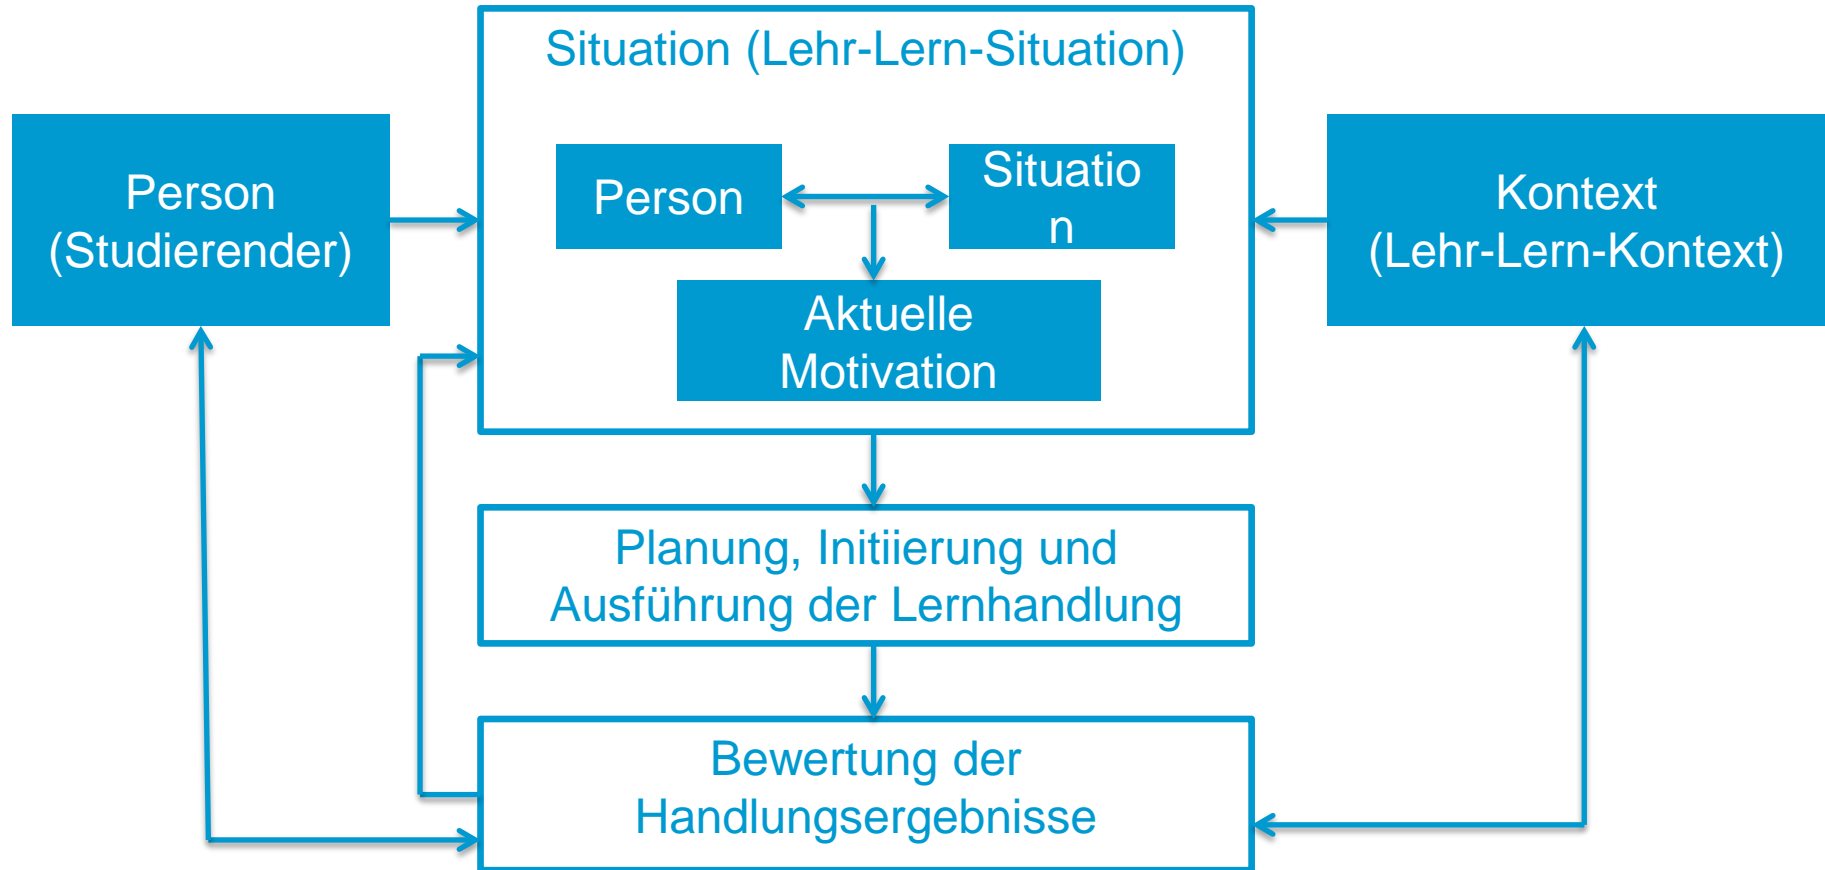 Situation (Lehr-Lern-Situation)
Person
(Studierender)
Person
Situatio
n
Aktuelle
Motivation
Kontext
(Lehr-Lern-Kontext)
Planung, Initiierung und
Ausführung der Lernhandlung
Bewertung der
Handlungsergebnisse